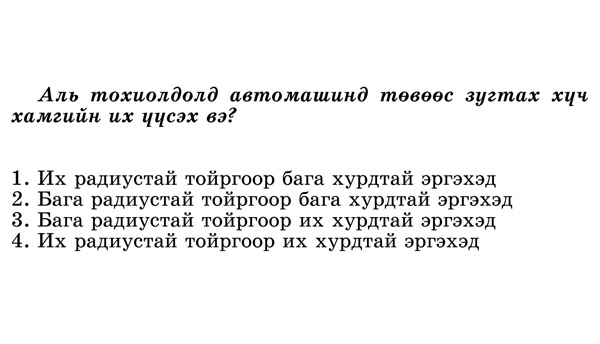 Аль тохиолдолд автомашинд төвөөс зугтах хүч
хамгийн их үүсэх вэ?
1. Их радиустай тойргоор бага хурдтай эргэхэд
2. Бага радиустай тойргоор бага хурдтай эргэхэд
3. Бага радиустай тойргоор их хурдтай эргэхэд
4. Их радиустай тойргоор их хурдтай эргэхэд